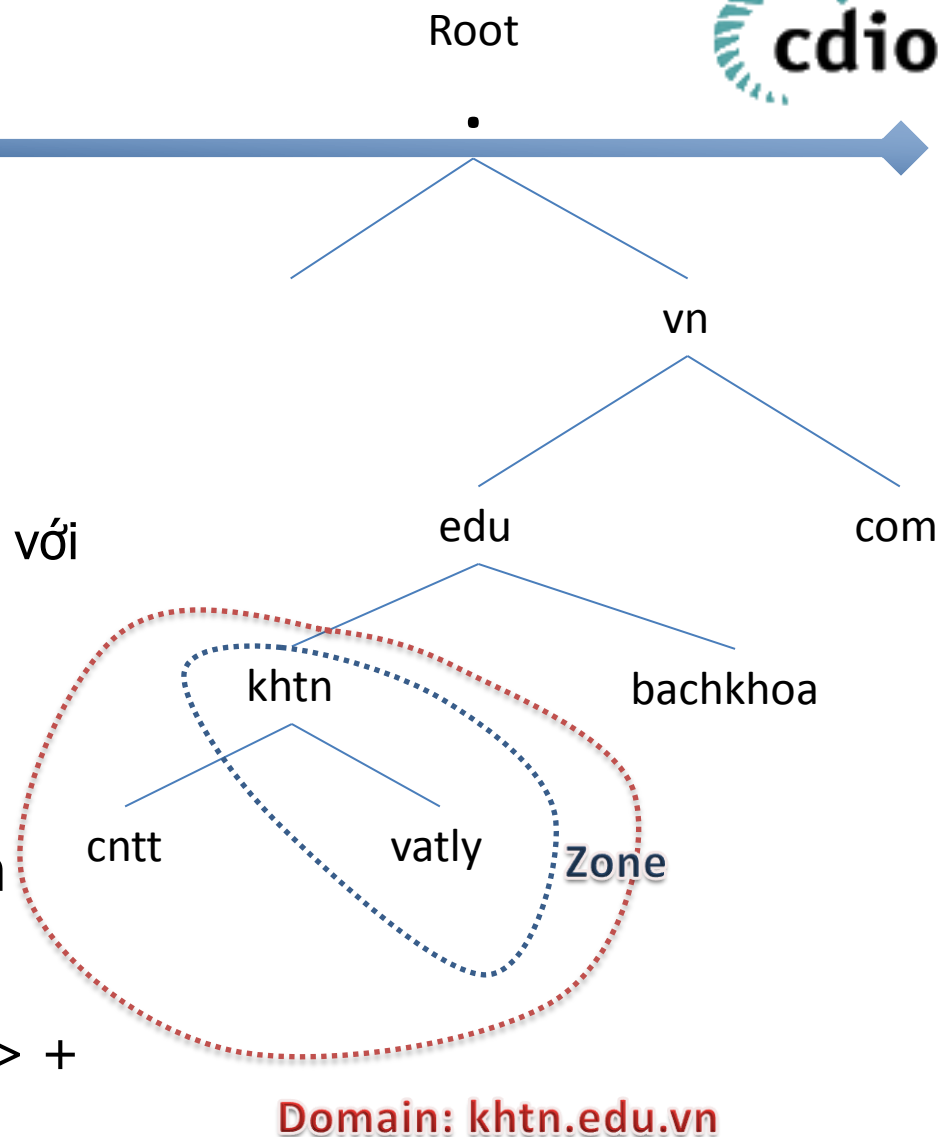 Root
cdio
.
vn
với
edu
com
khtn
bachkhoa
cntt
vatly
Zone
> +
Domain: khtn.edu.vn